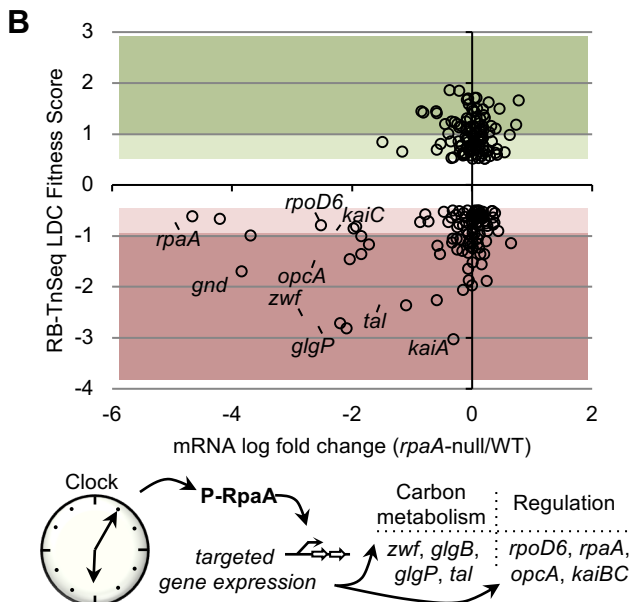 B
RB-TnSeq LDC Fitness Score
3
2
1
0
-1
-2
-3
-4
rpoD6
kaiC
rpaA
gnd
opcA
zwf
tal
glgP
kaiA
-6
-4
-2
0
2
mRNA log fold change (rpaA-null/WT)
Clock
P-RpaA
targeted
gene expression
Carbon
metabolism
Regulation
zwf, glgB,
glgP, tal
rpoD6, rpaA,
opcA, kaiBC